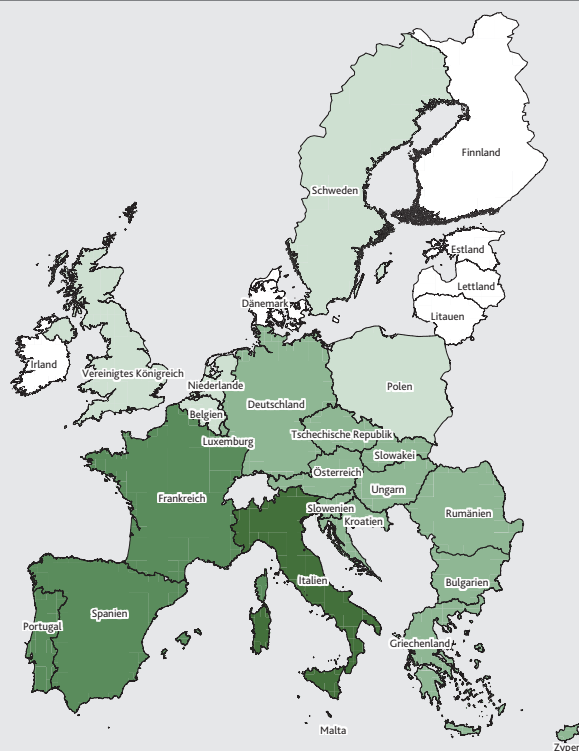 Finnland
Schweden
Estland
Lettland
Dänemark
Litauen
Irland
Vereinigtes Königreich
Niederlande
Polen
Deutschland
Belgien
Tschechische Republik
Luxemburg
Slowakei
Österreich
Ungarn
Frankreich
Slowenien
Rumänien
Kroatien
Italien
Bulgarien
Spanien
Portugal
Griechenland
Malta
Zyper